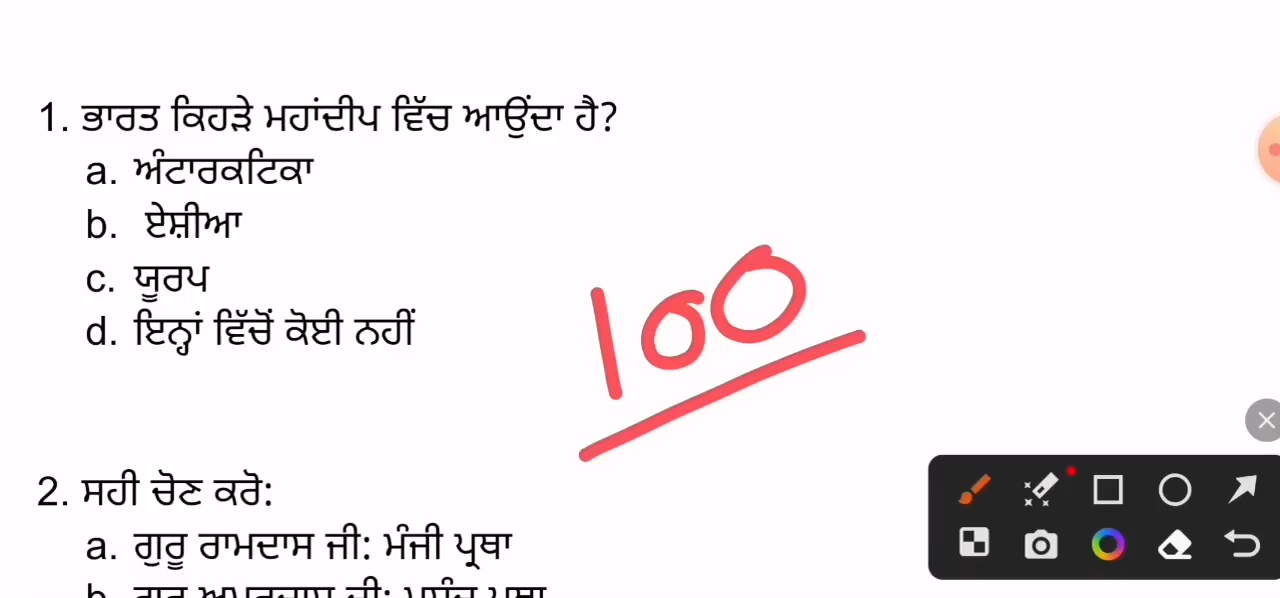 1. ਭਾਰਤ ਕਿਹੜੇ ਮਹਾਂਦੀਪ ਵਿੱਚ ਆਉਂਦਾ ਹੈ?
a. ਅੰਟਾਰਕਟਿਕਾ
b. ਏਸ਼ੀਆ
c. ਯੂਰਪ
d. ਇਨ੍ਹਾਂ ਵਿੱਚੋਂ ਕੋਈ ਨਹੀਂ
100
2. ਸਹੀ ਚੋਣ ਕਰੋ:
a. ਗੁਰੂ ਰਾਮਦਾਸ ਜੀ: ਮੰਜੀ ਪ੍ਰਥਾ